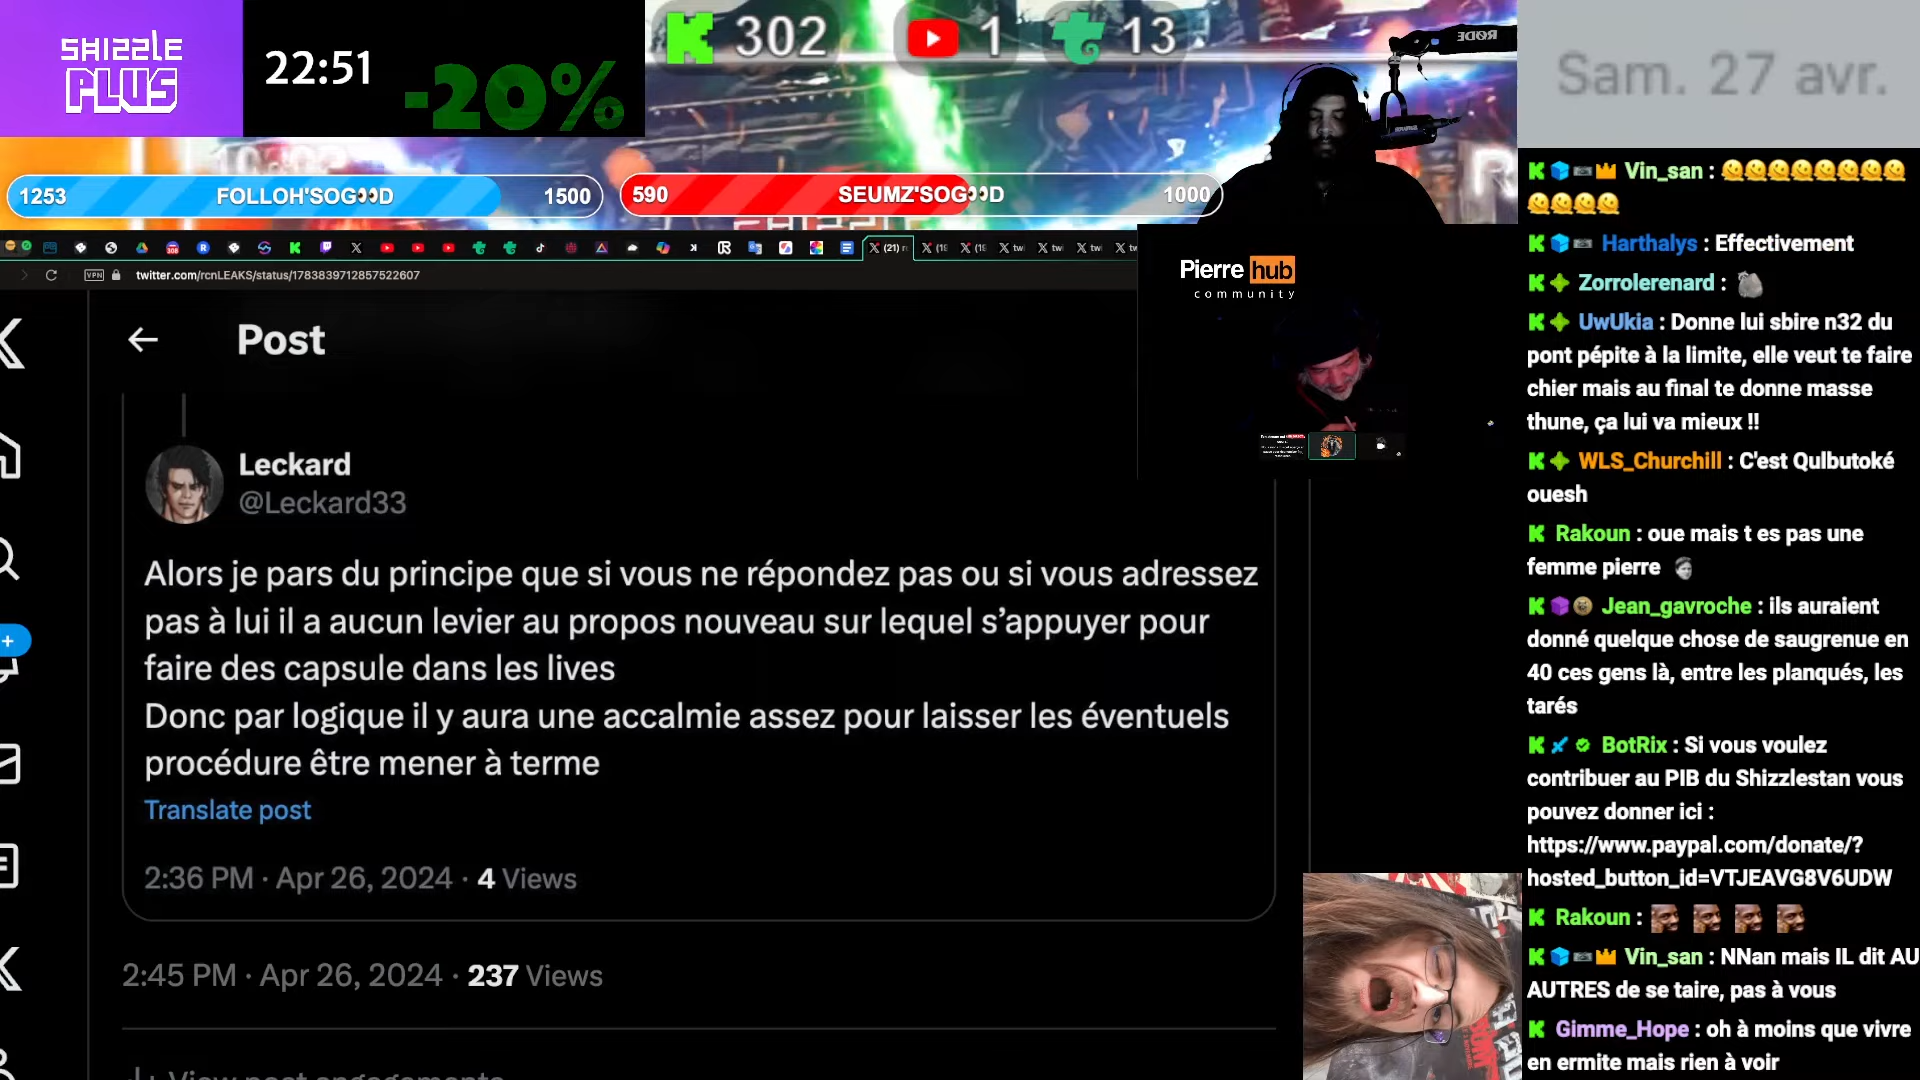 SHIZZLE
PLUS
22:51
-20%
302
1
13
RØDE
Sam. 27 avr.
1253
FOLLOH'SOG👀D
1500
590
SEUMZ'SOG👀D
1000
twitter.com/rcnLEAKS/status/1783839712857522607
VPN
Pierre hub
community
Post
Leckard
@Leckard33
Alors je pars du principe que si vous ne répondez pas ou si vous adressez
pas à lui il a aucun levier au propos nouveau sur lequel s’appuyer pour
faire des capsule dans les lives
Donc par logique il y aura une accalmie assez pour laisser les éventuels
procédure être mener à terme
Translate post
2:36 PM · Apr 26, 2024 · 4 Views
2:45 PM · Apr 26, 2024 · 237 Views
View post engagements
Vin_san : 🫠🫠🫠🫠🫠🫠🫠🫠
🫠🫠🫠🫠
Harthalys : Effectivement
Zorrolerenard :
UwUkia : Donne lui sbire n32 du
pont pépite à la limite, elle veut te faire
chier mais au final te donne masse
thune, ça lui va mieux !!
WLS_Churchill : C'est Qulbutoké
ouesh
Rakoun : oue mais t es pas une
femme pierre
Jean_gavroche : ils auraient
donné quelque chose de saugrenue en
40 ces gens là, entre les planqués, les
tarés
BotRix : Si vous voulez
contribuer au PIB du Shizzlestan vous
pouvez donner ici :
https://www.paypal.com/donate/?
hosted_button_id=VTJEAVG8V6UDW
Rakoun :
Vin_san : NNan mais IL dit AU
AUTRES de se taire, pas à vous
Gimme_Hope : oh à moins que vivre
en ermite mais rien à voir